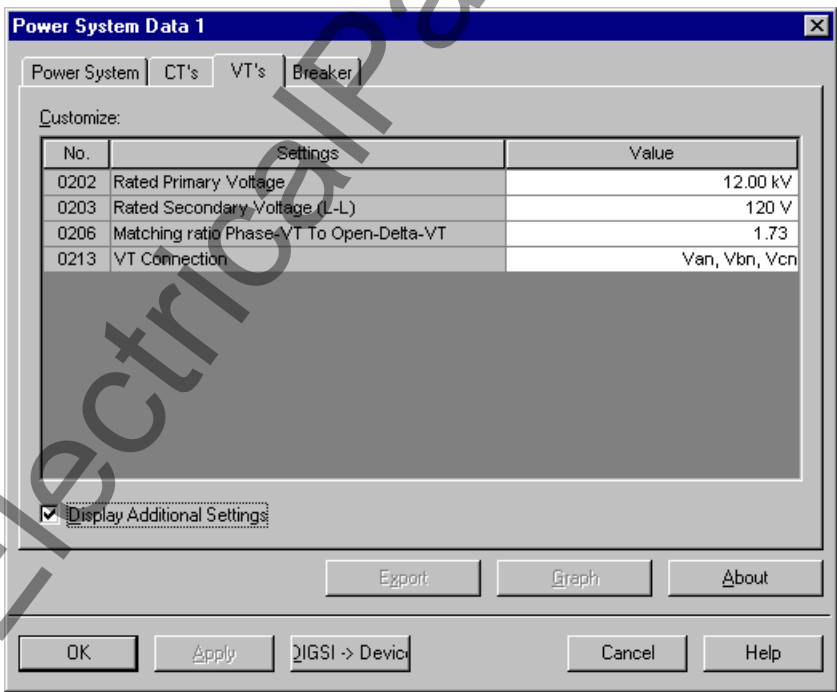 Power System Data 1
Power System CT's VT's Breaker
Customize:
No. Settings Value
0202 Rated Primary Voltage 12.00 kV
0203 Rated Secondary Voltage (L-L) 120 V
0206 Matching ratio Phase-VT To Open-Delta-VT 1.73
0213 VT Connection Van, Vbn, Vcn
Display Additional Settings
Export Graph About
OK Apply DIGSI -> Devic Cancel Help